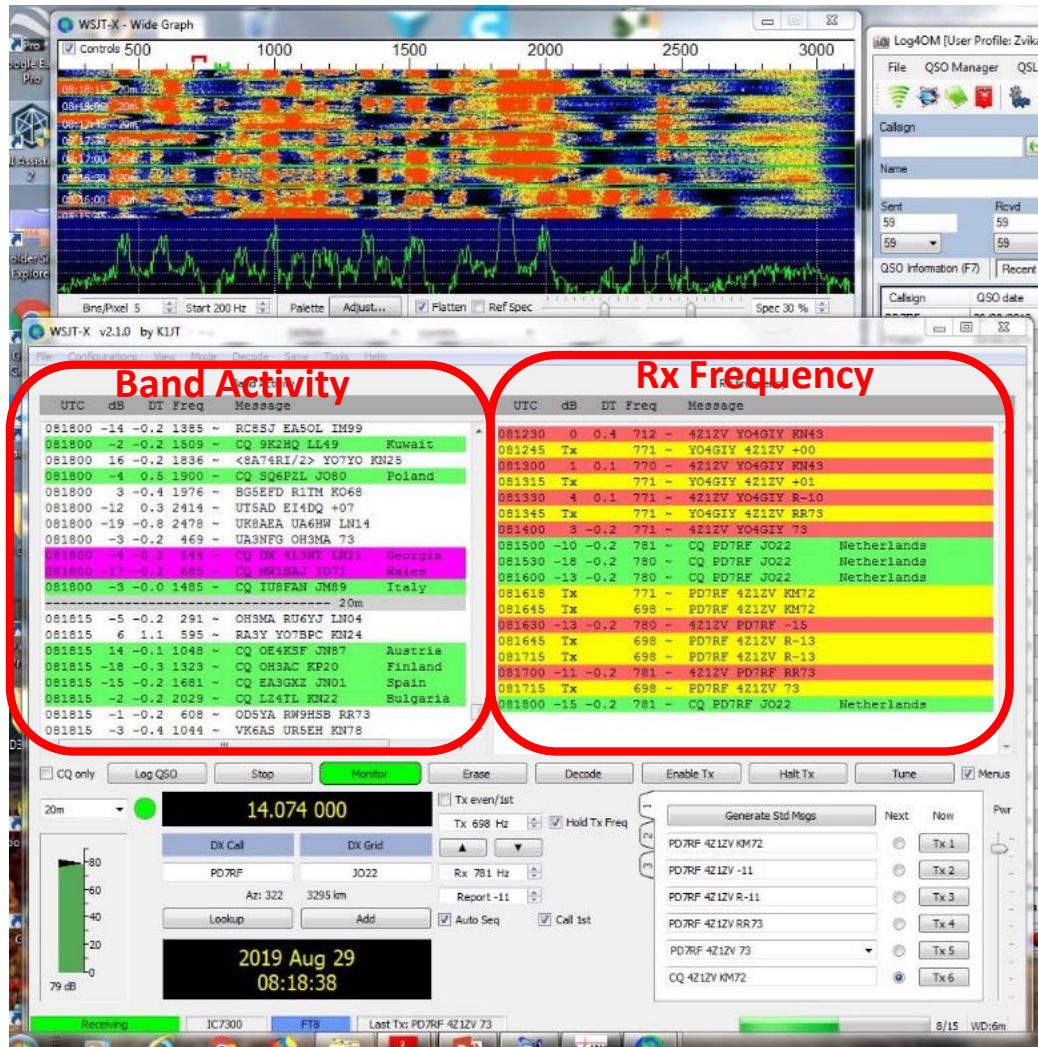 WSJT-X - Wide Graph
Controls 500 1000 1500 2000 2500 3000
Bins/Pixel 5 Start 200 Hz Palette Adjust... Flatten Ref Spec Spec 30 %
Log4OM [User Profile: Zvika
File QSO Manager QSL
Callsign
Name
Sent Rcvd
59 59
59 59
QSO Information (F7) Recent
Callsign QSO date
WSJT-X v2.1.0 by K1JT
File Configurations View Mode Decode Save Tools Help
Band Activity
UTC dB DT Freq Message
081800 -14 -0.2 1385 ~ RC8SJ EA5OL IM99
081800 -2 -0.2 1509 ~ CQ 9K2HQ LL49 Kuwait
081800 16 -0.2 1836 ~ <8A74RI/2> YO7YO KN25
081800 -4 0.5 1900 ~ CQ SQ6PZL JO80 Poland
081800 3 -0.4 1976 ~ BG5EFD R1TM KO68
081800 -12 0.3 2414 ~ UT5AD EI4DQ +07
081800 -19 -0.8 2478 ~ UK8AEA UA6HW LN14
081800 -3 -0.2 469 ~ UA3NFG OH3MA 73
081800 -4 -0.2 544 ~ CQ DX 4L3NZ LN21 Georgia
081800 -17 -0.2 685 ~ CQ MW1BAJ IO71 Wales
081800 -3 -0.0 1485 ~ CQ IU8FAN JM89 Italy
------------------------------------ 20m
081815 -5 -0.2 291 ~ OH3MA RU6YJ LN04
081815 6 1.1 595 ~ RA3Y YO7BPC KN24
081815 14 -0.1 1048 ~ CQ OE4KSF JN87 Austria
081815 -18 -0.3 1323 ~ CQ OH3AC KP20 Finland
081815 -15 -0.2 1681 ~ CQ EA3GXZ JN01 Spain
081815 -2 -0.2 2029 ~ CQ LZ4TL KN22 Bulgaria
081815 -1 -0.2 608 ~ OD5YA RW9HSB RR73
081815 -3 -0.4 1044 ~ VK6AS UR5EH KN78
Rx Frequency
UTC dB DT Freq Message
081230 0 0.4 712 ~ 4Z1ZV YO4GIY KN43
081245 Tx 771 ~ YO4GIY 4Z1ZV +00
081300 1 0.1 770 ~ 4Z1ZV YO4GIY KN43
081315 Tx 771 ~ YO4GIY 4Z1ZV +01
081330 4 0.1 771 ~ 4Z1ZV YO4GIY R-10
081345 Tx 771 ~ YO4GIY 4Z1ZV RR73
081400 3 -0.2 771 ~ 4Z1ZV YO4GIY 73
081500 -10 -0.2 781 ~ CQ PD7RF JO22 Netherlands
081530 -18 -0.2 780 ~ CQ PD7RF JO22 Netherlands
081600 -13 -0.2 780 ~ CQ PD7RF JO22 Netherlands
081618 Tx 771 ~ PD7RF 4Z1ZV KM72
081645 Tx 698 ~ PD7RF 4Z1ZV KM72
081630 -13 -0.2 780 ~ 4Z1ZV PD7RF -15
081645 Tx 698 ~ PD7RF 4Z1ZV R-13
081715 Tx 698 ~ PD7RF 4Z1ZV R-13
081700 -11 -0.2 781 ~ 4Z1ZV PD7RF RR73
081715 Tx 698 ~ PD7RF 4Z1ZV 73
081800 -15 -0.2 781 ~ CQ PD7RF JO22 Netherlands
CQ only Log QSO Stop Monitor Erase Decode Enable Tx Halt Tx Tune Menus
20m
14.074 000
DX Call DX Grid
PD7RF JO22
Az: 322 3295 km
Lookup Add
2019 Aug 29
08:18:38
-80
-60
-40
-20
-0
79 dB
Tx even/1st
Tx 698 Hz Hold Tx Freq
Rx 781 Hz
Report -11
Auto Seq Call 1st
1
2
3
Generate Std Msgs Next Now Pwr
PD7RF 4Z1ZV KM72 Tx 1
PD7RF 4Z1ZV -11 Tx 2
PD7RF 4Z1ZV R-11 Tx 3
PD7RF 4Z1ZV RR73 Tx 4
PD7RF 4Z1ZV 73 Tx 5
CQ 4Z1ZV KM72 Tx 6
Receiving IC7300 FT8 Last Tx: PD7RF 4Z1ZV 73 8/15 WD:6m